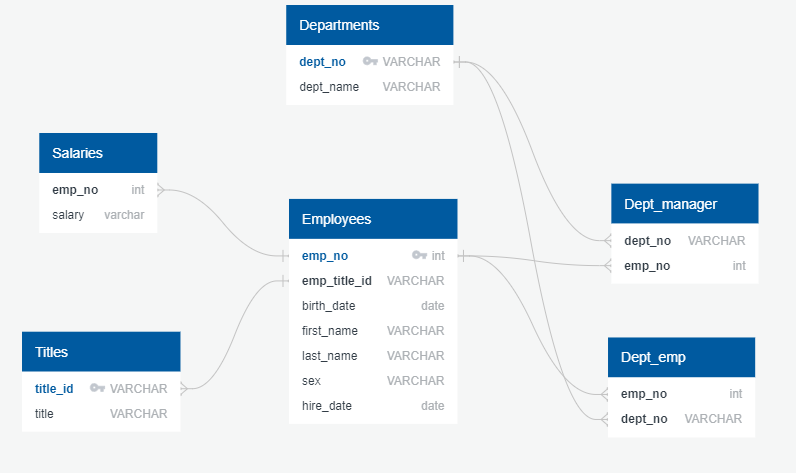 Departments
dept_no VARCHAR
dept_name VARCHAR
Salaries
emp_no int
salary varchar
Employees
emp_no int
emp_title_id VARCHAR
birth_date date
first_name VARCHAR
last_name VARCHAR
sex VARCHAR
hire_date date
Dept_manager
dept_no VARCHAR
emp_no int
Titles
title_id VARCHAR
title VARCHAR
Dept_emp
emp_no int
dept_no VARCHAR